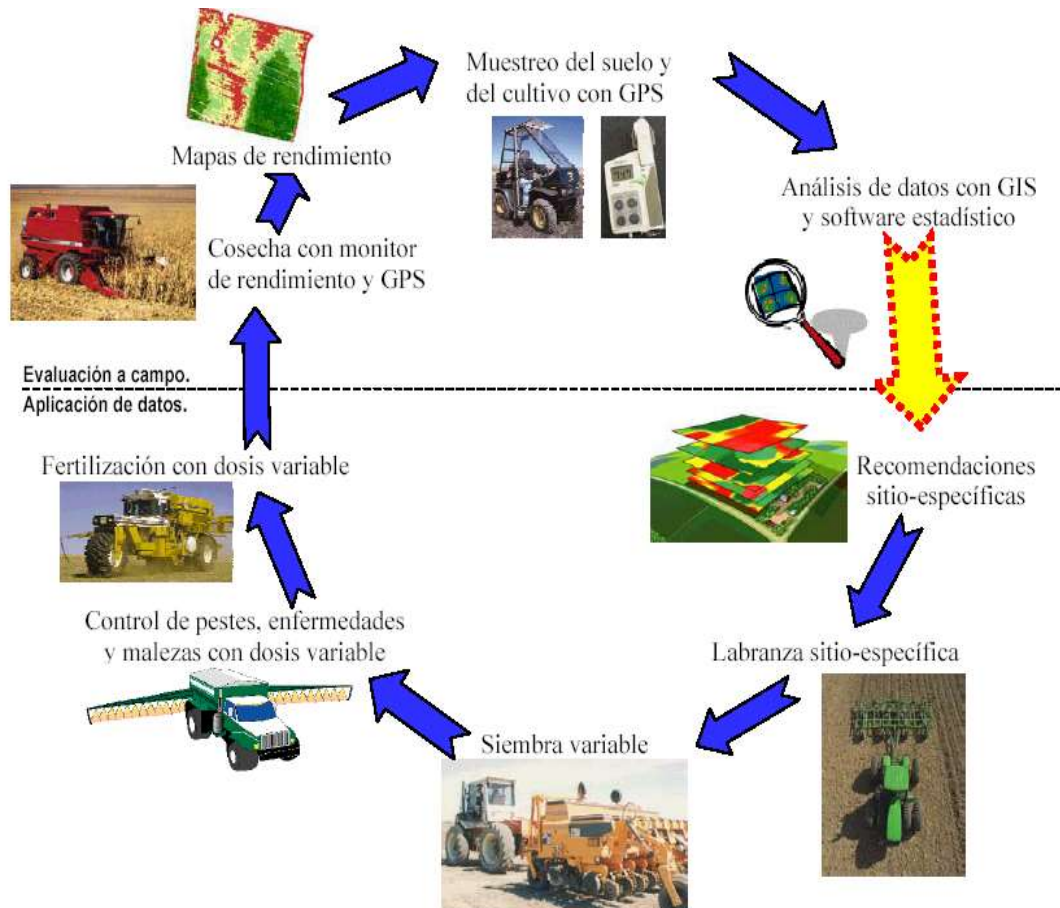 Muestreo del suelo y
del cultivo con GPS
Mapas de rendimiento
Análisis de datos con GIS
y software estadístico
Cosecha con monitor
de rendimiento y GPS
Evaluación a campo.
Aplicación de datos.
Fertilización con dosis variable
Recomendaciones
sitio-específicas
Control de pestes, enfermedades
y malezas con dosis variable
Labranza sitio-específica
Siembra variable